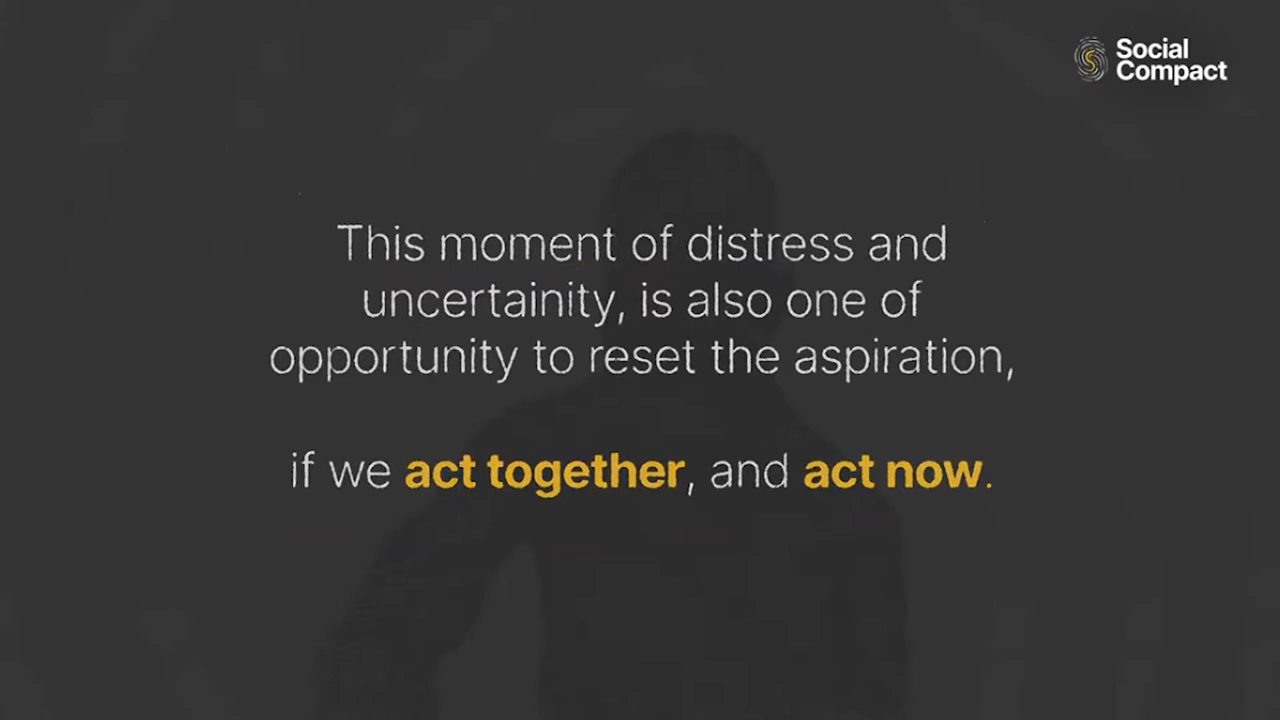 Social
Compact
This moment of distress and
uncertainity, is also one of
opportunity to reset the aspiration,
if we act together, and act now.